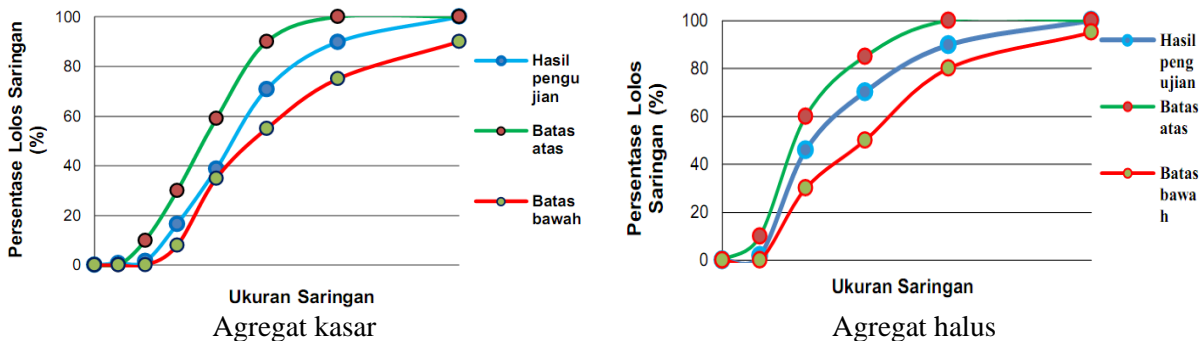 Persentase Lolos Saringan
(%)
100
80
60
40
20
0
Ukuran Saringan
Hasil
pengu
jian
Batas
atas
Batas
bawah
Agregat kasar
Persentase Lolos
Saringan (%)
100
80
60
40
20
0
Ukuran Saringan
Hasil
peng
ujian
Batas
atas
Batas
bawa
h
Agregat halus